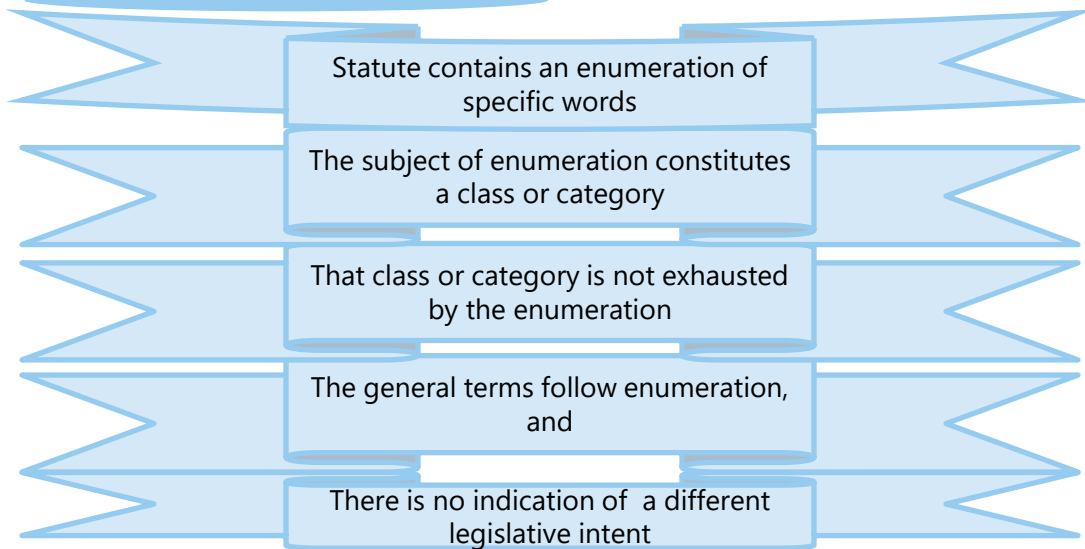 Statute contains an enumeration of
specific words
The subject of enumeration constitutes
a class or category
That class or category is not exhausted
by the enumeration
The general terms follow enumeration,
and
There is no indication of  a different
legislative intent